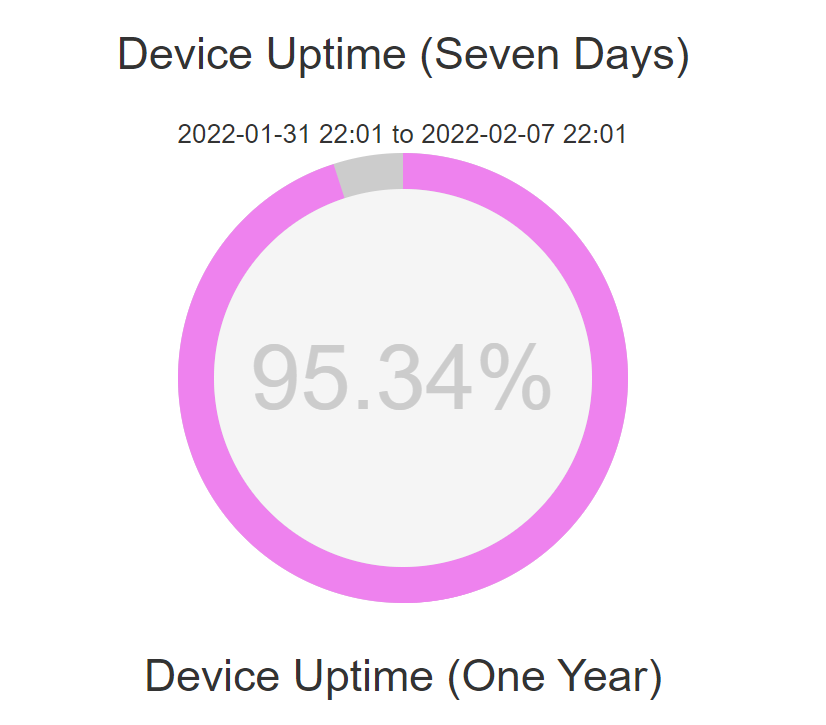 Device Uptime (Seven Days)
2022-01-31 22:01 to 2022-02-07 22:01
95.34%
Device Uptime (One Year)